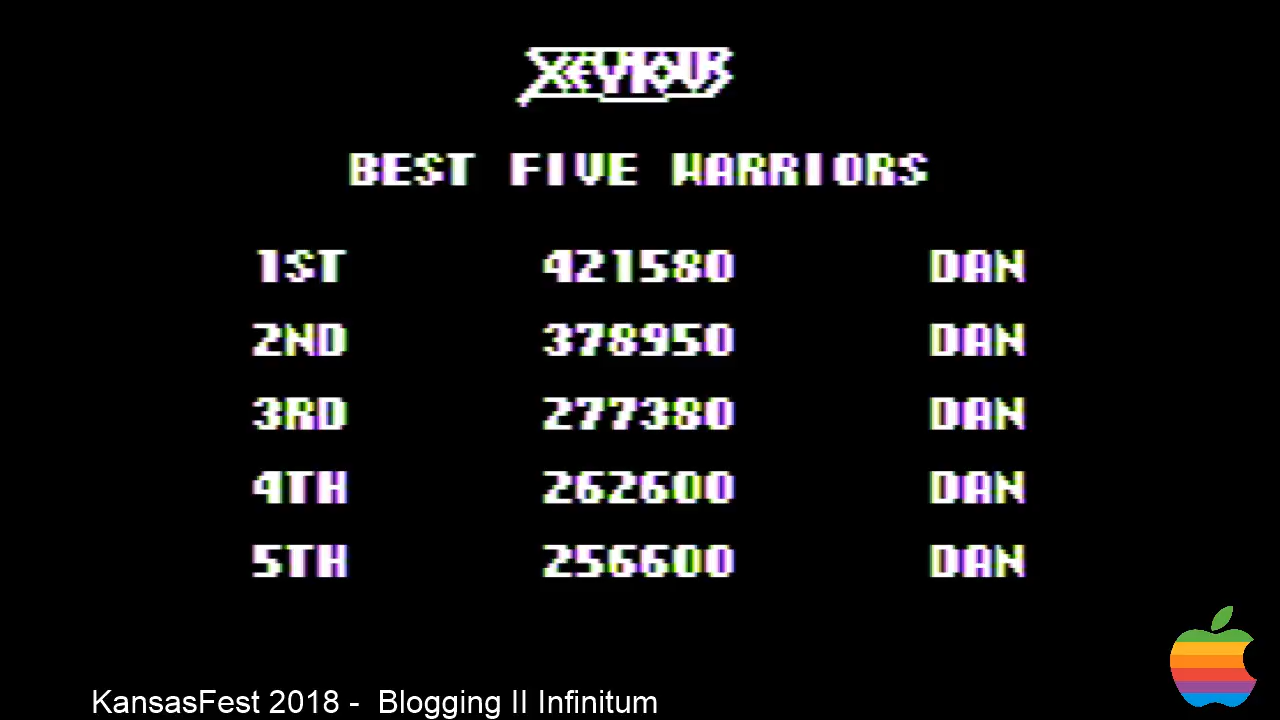 XEVIOUS
BEST FIVE WARRIORS
1ST 421580 DAN
2ND 378950 DAN
3RD 277380 DAN
4TH 262600 DAN
5TH 256600 DAN
KansasFest 2018 - Blogging II Infinitum